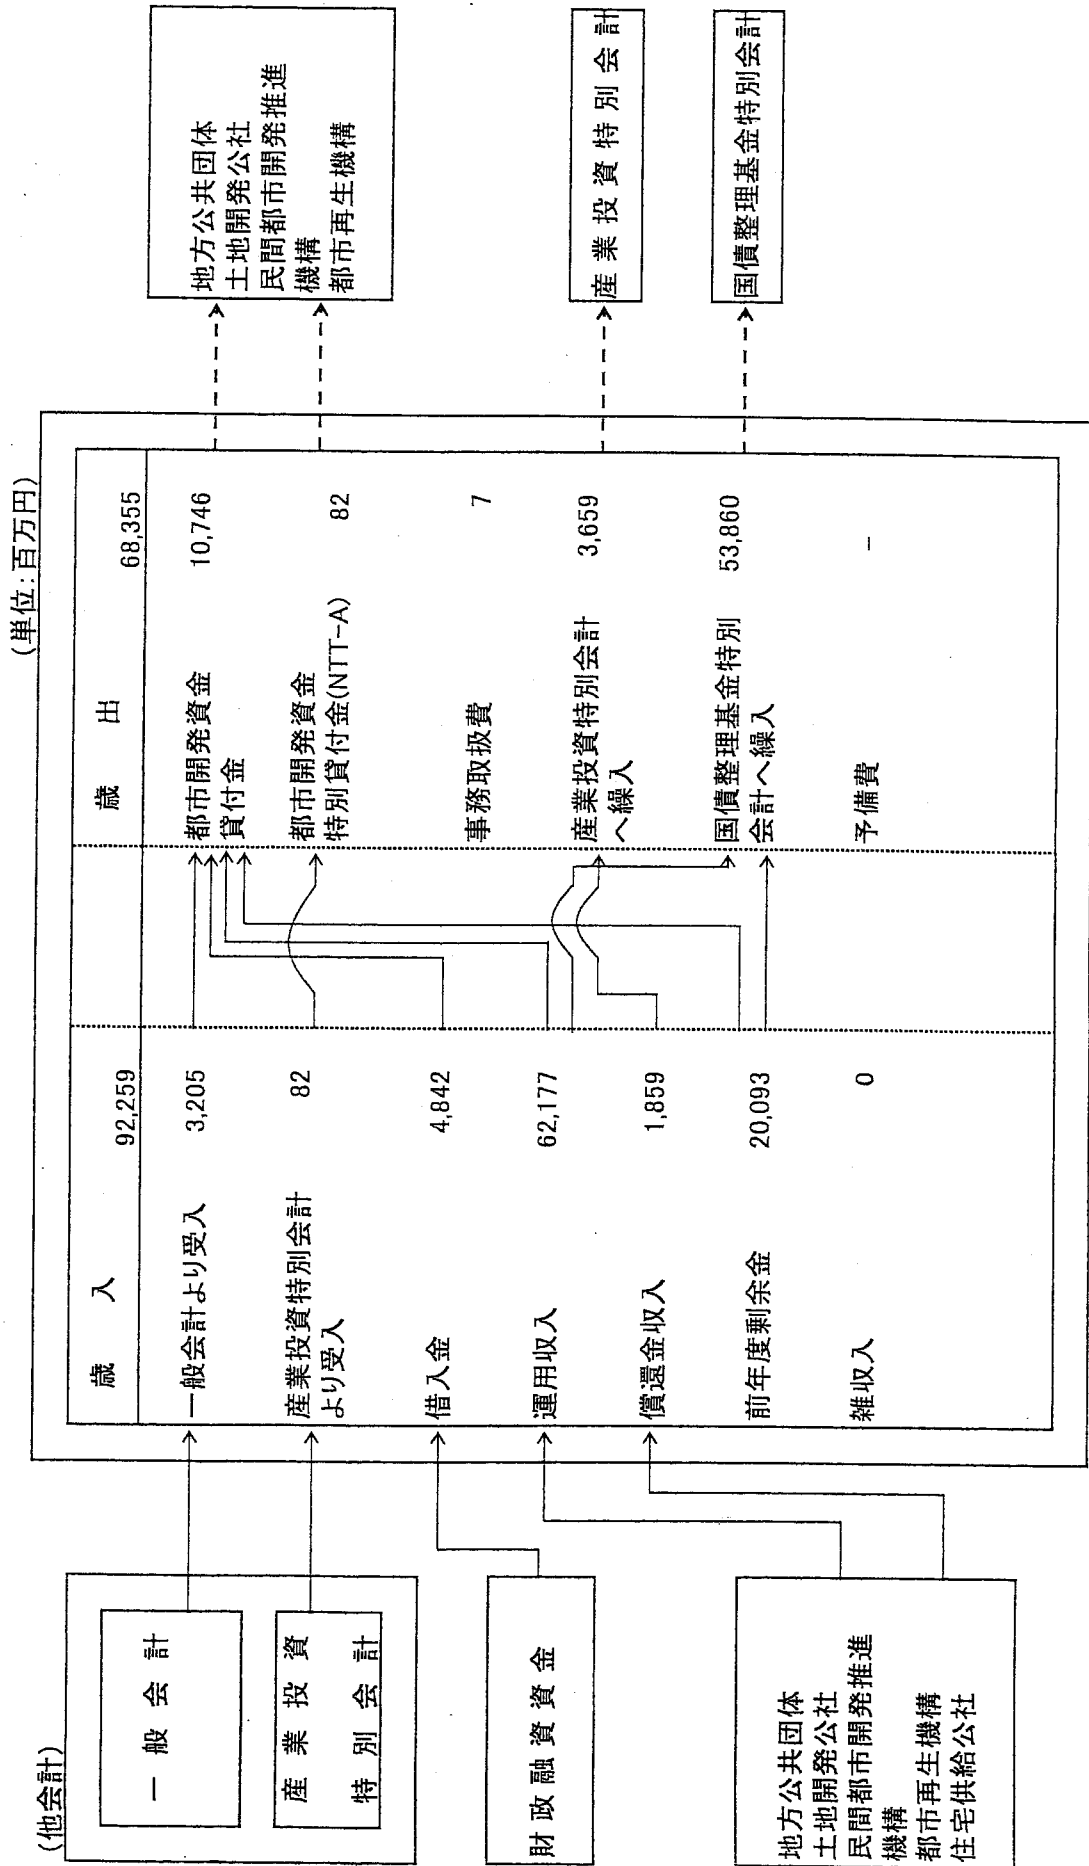 (単位:百万円)
(他会計)
一般会計
産業投資
特別会計
財政融資資金
地方公共団体
土地開発公社
民間都市開発推進
機構
都市再生機構
住宅供給公社
歳入 92,259
一般会計より受入 3,205
産業投資特別会計
より受入 82
借入金 4,842
運用収入 62,177
償還金収入 1,859
前年度剰余金 20,093
雑収入 0
歳出 68,355
都市開発資金
貸付金 10,746
都市開発資金
特別貸付金(NTT-A) 82
事務取扱費 7
産業投資特別会計
へ繰入 3,659
国債整理基金特別
会計へ繰入 53,860
予備費 -
地方公共団体
土地開発公社
民間都市開発推進
機構
都市再生機構
産業投資特別会計
国債整理基金特別会計